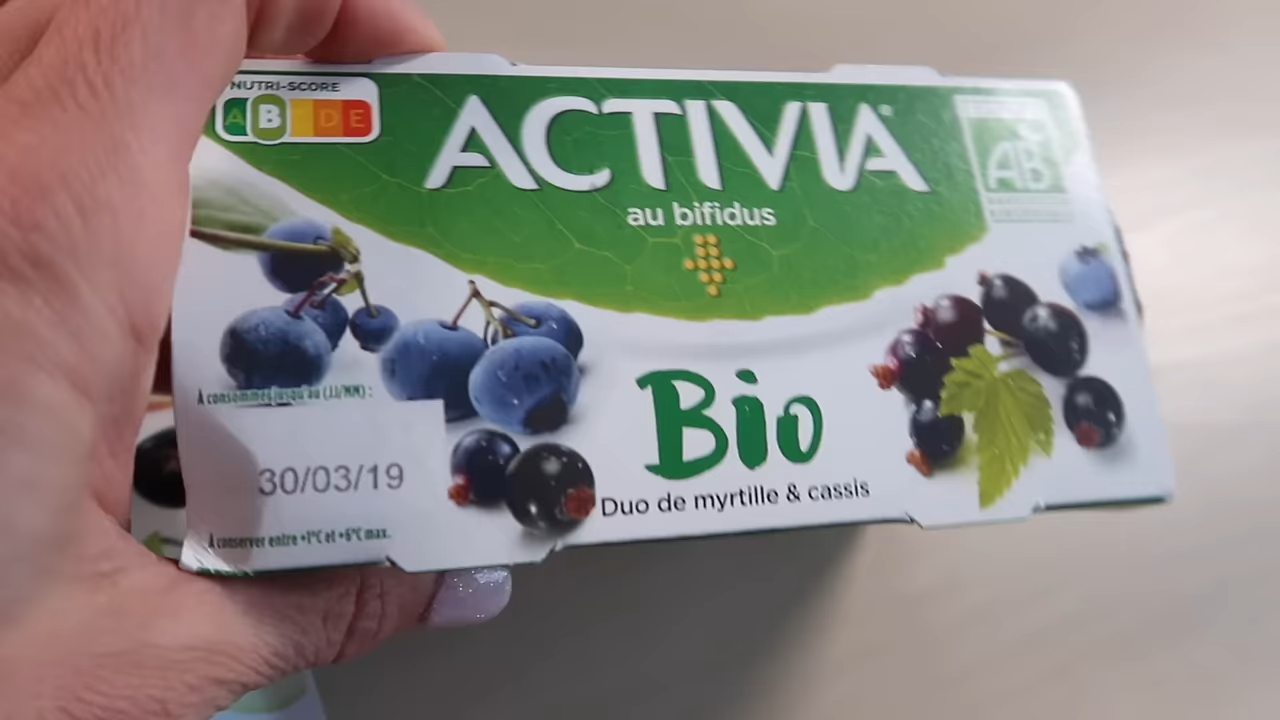 NUTRI-SCORE
A B D E
ACTIVIA
au bifidus
AB
Bio
Duo de myrtille & cassis
À consommer jusqu'au (JJ/MM) :
30/03/19
À conserver entre +1°C et +6°C max.